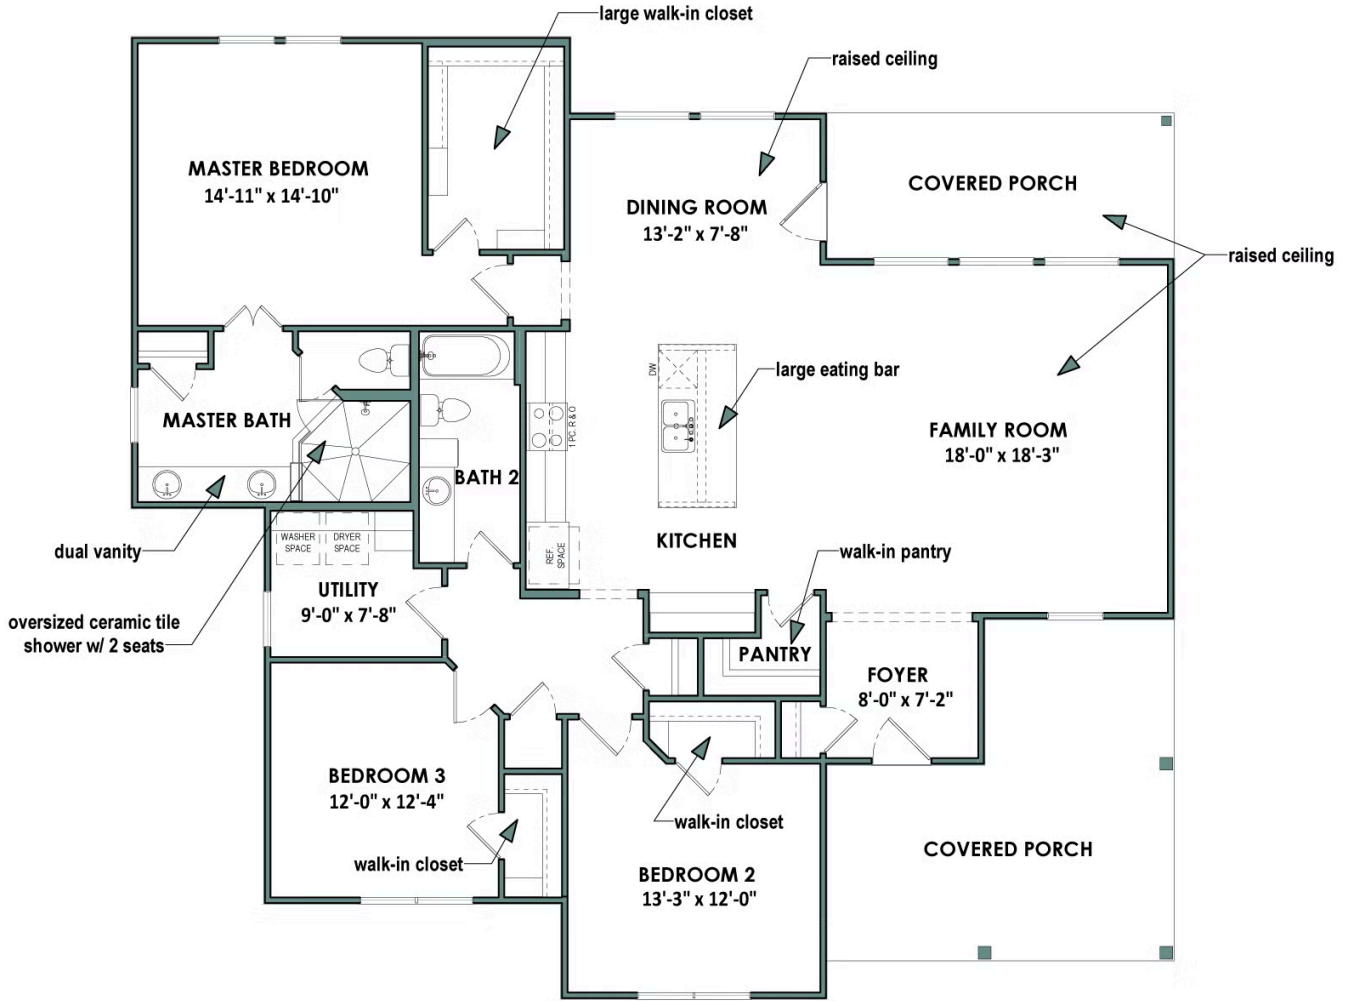 large walk-in closet
raised ceiling
MASTER BEDROOM
14'-11" x 14'-10"
COVERED PORCH
DINING ROOM
13'-2" x 7'-8"
raised ceiling
DW
large eating bar
1 PC. R & O
MASTER BATH
FAMILY ROOM
18'-0" x 18'-3"
BATH 2
WASHER
SPACE
DRYER
SPACE
REF.
SPACE
KITCHEN
dual vanity
walk-in pantry
UTILITY
9'-0" x 7'-8"
oversized ceramic tile
shower w/ 2 seats
PANTRY
FOYER
8'-0" x 7'-2"
BEDROOM 3
12'-0" x 12'-4"
walk-in closet
walk-in closet
COVERED PORCH
BEDROOM 2
13'-3" x 12'-0"